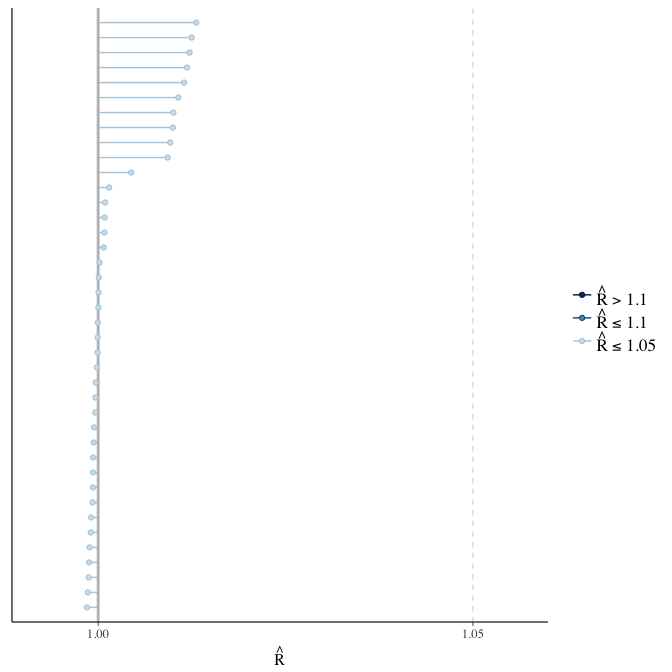 R̂ > 1.1
R̂ ≤ 1.1
R̂ ≤ 1.05
1.00 1.05
R̂